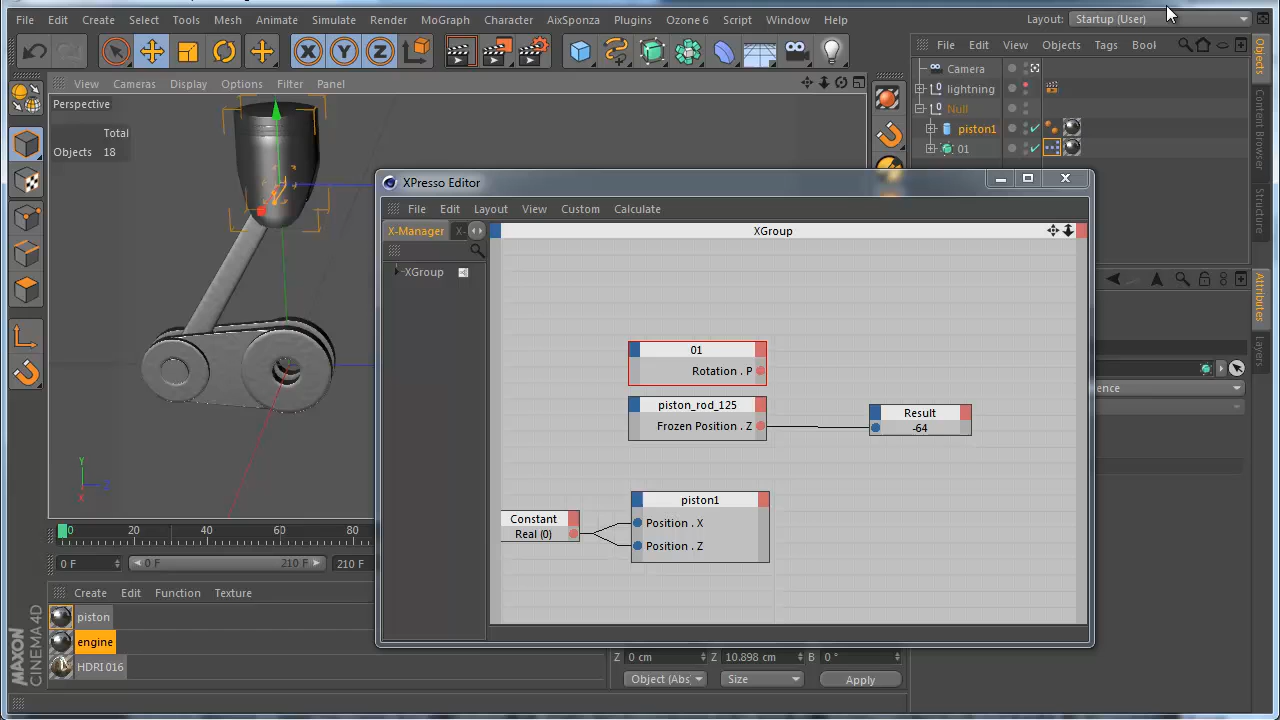 File Edit Create Select Tools Mesh Animate Simulate Render MoGraph Character AixSponza Plugins Ozone 6 Script Window Help Layout: Startup (User)
X Y Z
File Edit View Objects Tags Bool
View Cameras Display Options Filter Panel
Perspective
Total
Objects 18
Camera
lightning
Null
piston1
01
Objects
Content Browser
Structure
Attributes
Layers
XPresso Editor
File Edit Layout View Custom Calculate
X-Manager X-
XGroup
XGroup
01
Rotation . P
piston_rod_125
Frozen Position . Z
Result
-64
piston1
Position . X
Position . Z
Constant
Real (0)
ence
Y
Z
X
0 20 40 60 80
0 F 0 F 210 F 210 F
Create Edit Function Texture
piston
engine
HDRI 016
MAXON
CINEMA 4D
Z 0 cm Z 10.898 cm B 0 °
Object (Abs) Size Apply